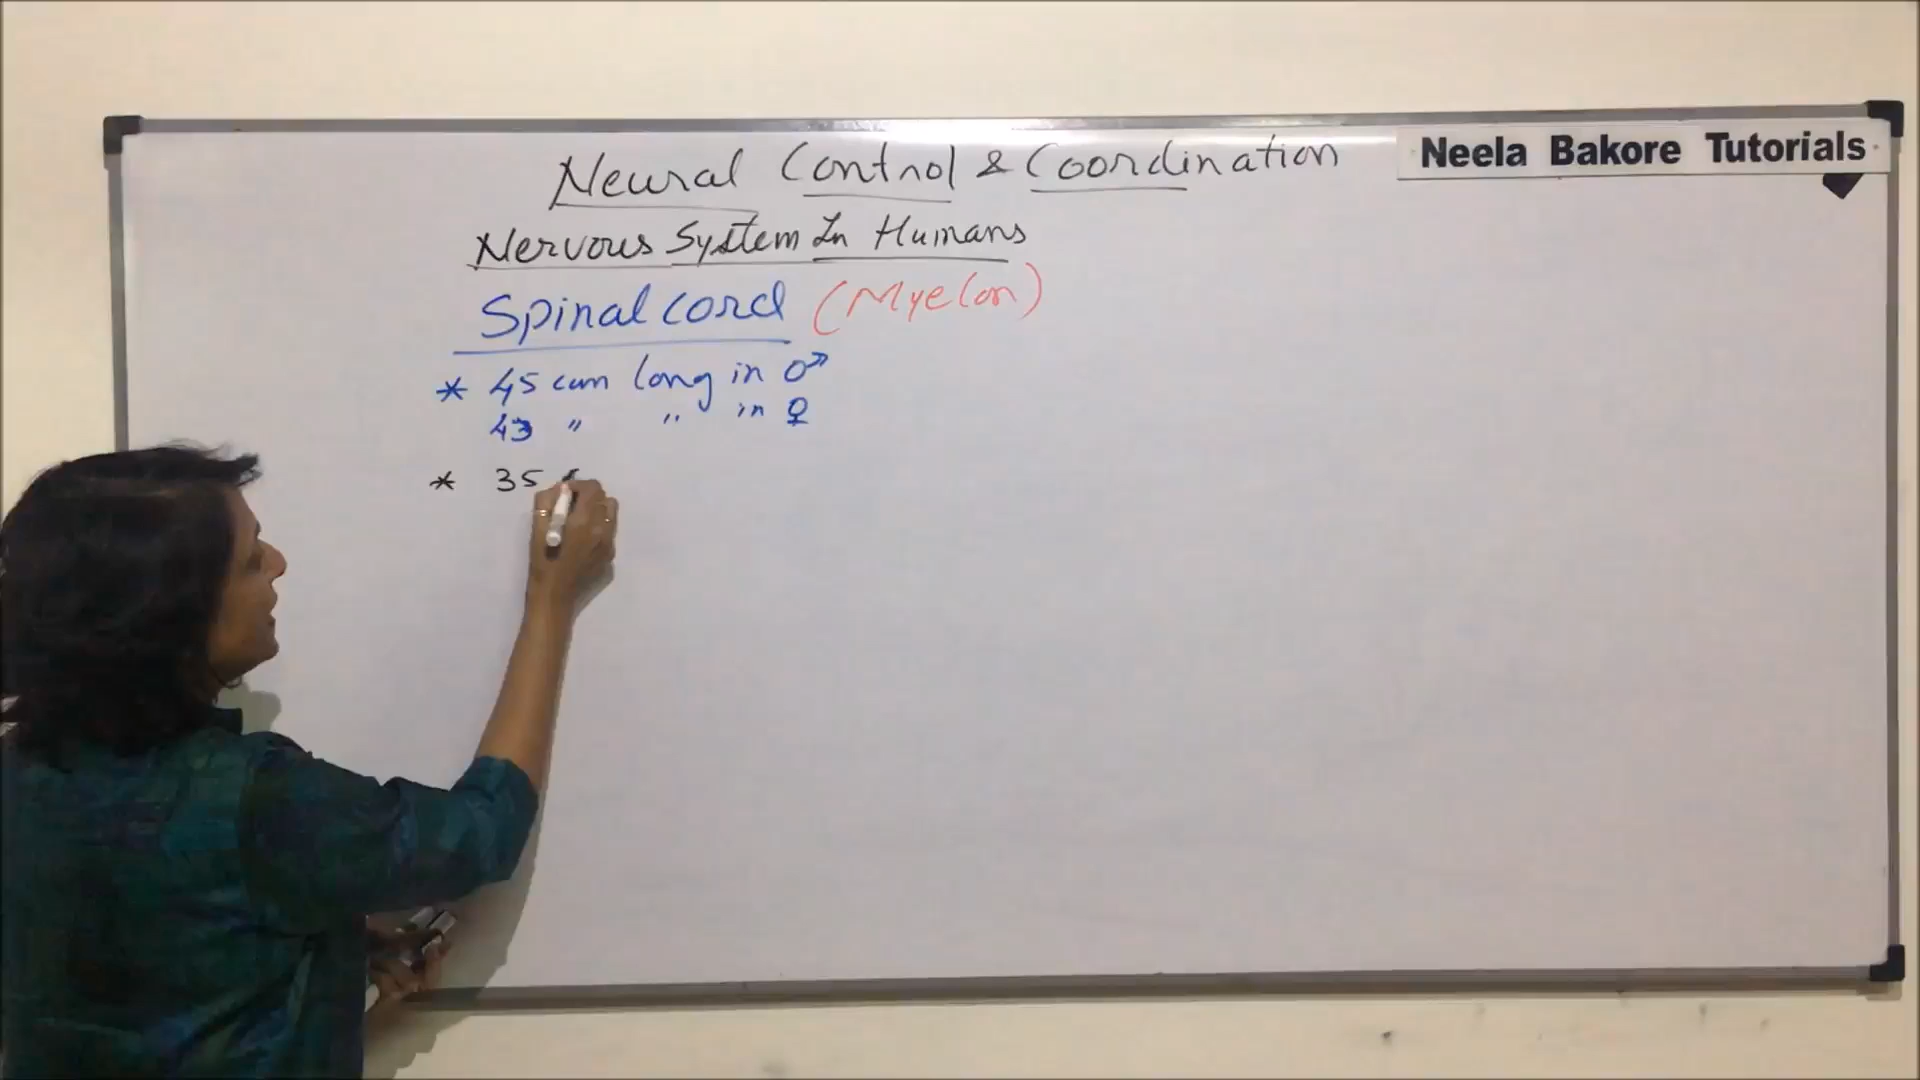 Neural Control & Coordination
Neela Bakore Tutorials
Nervous System In Humans
Spinal cord (Myelon)
* 45 cm long in ♂
43 " " in ♀
* 35